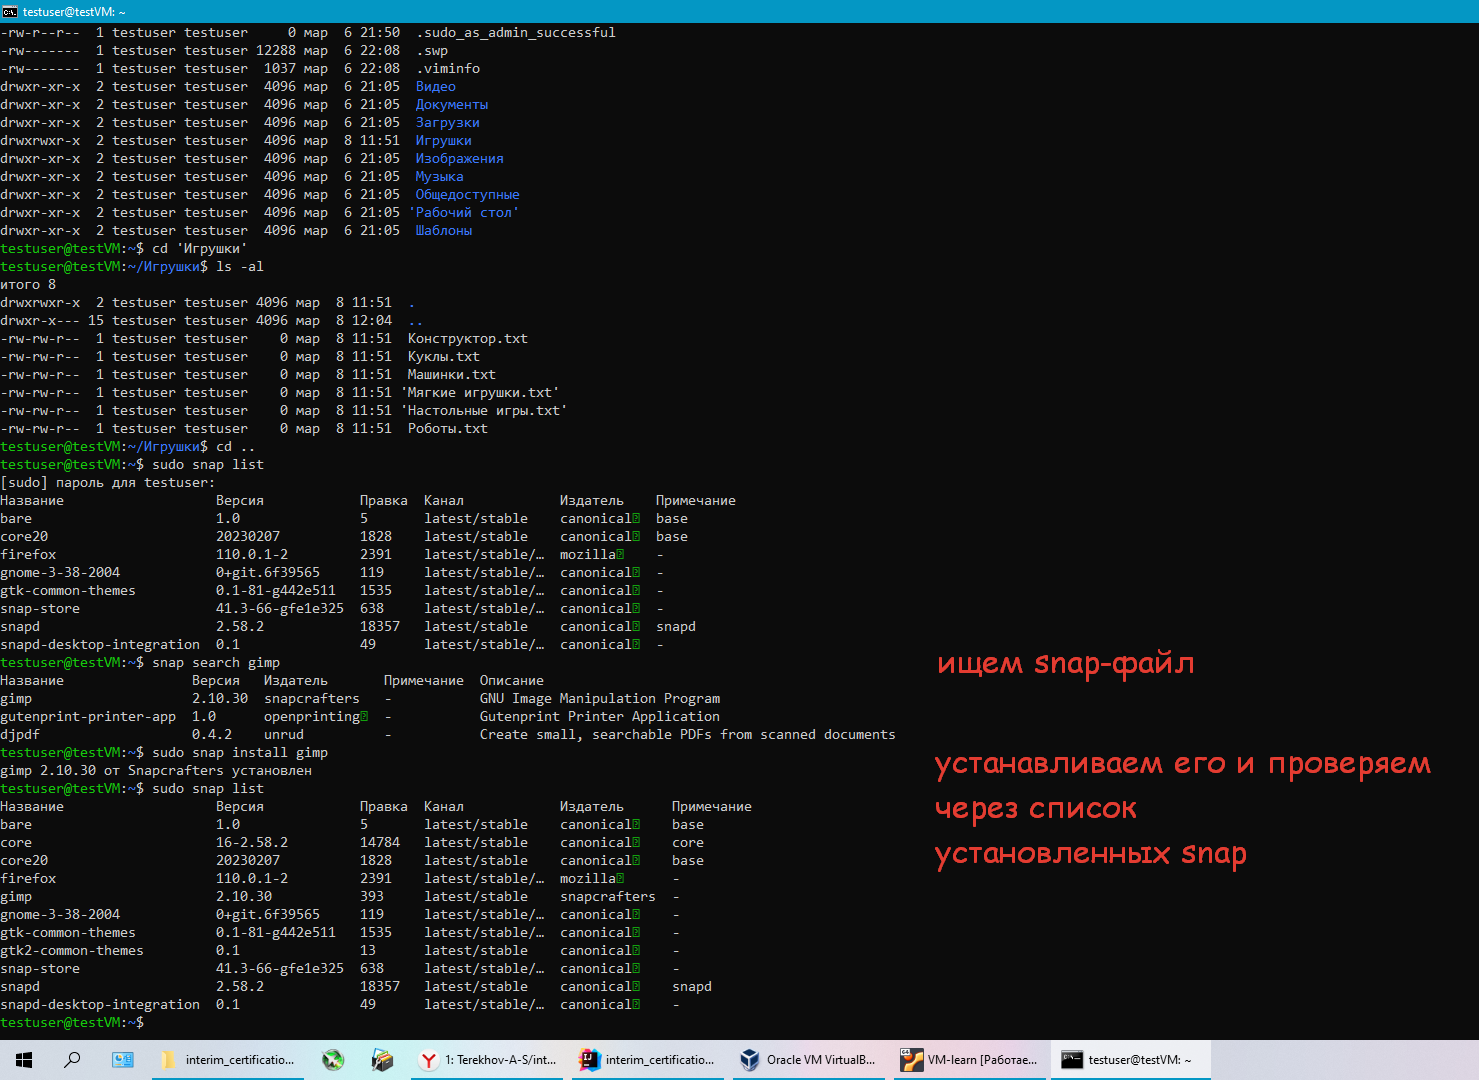 testuser@testVM: ~
-rw-r--r--  1 testuser testuser     0 мар  6 21:50  .sudo_as_admin_successful
-rw-------  1 testuser testuser 12288 мар  6 22:08  .swp
-rw-------  1 testuser testuser  1037 мар  6 22:08  .viminfo
drwxr-xr-x  2 testuser testuser  4096 мар  6 21:05  Видео
drwxr-xr-x  2 testuser testuser  4096 мар  6 21:05  Документы
drwxr-xr-x  2 testuser testuser  4096 мар  6 21:05  Загрузки
drwxrwxr-x  2 testuser testuser  4096 мар  8 11:51  Игрушки
drwxr-xr-x  2 testuser testuser  4096 мар  6 21:05  Изображения
drwxr-xr-x  2 testuser testuser  4096 мар  6 21:05  Музыка
drwxr-xr-x  2 testuser testuser  4096 мар  6 21:05  Общедоступные
drwxr-xr-x  2 testuser testuser  4096 мар  6 21:05 'Рабочий стол'
drwxr-xr-x  2 testuser testuser  4096 мар  6 21:05  Шаблоны
testuser@testVM:~$ cd 'Игрушки'
testuser@testVM:~/Игрушки$ ls -al
итого 8
drwxrwxr-x  2 testuser testuser 4096 мар  8 11:51  .
drwxr-x--- 15 testuser testuser 4096 мар  8 12:04  ..
-rw-rw-r--  1 testuser testuser    0 мар  8 11:51  Конструктор.txt
-rw-rw-r--  1 testuser testuser    0 мар  8 11:51  Куклы.txt
-rw-rw-r--  1 testuser testuser    0 мар  8 11:51  Машинки.txt
-rw-rw-r--  1 testuser testuser    0 мар  8 11:51 'Мягкие игрушки.txt'
-rw-rw-r--  1 testuser testuser    0 мар  8 11:51 'Настольные игры.txt'
-rw-rw-r--  1 testuser testuser    0 мар  8 11:51  Роботы.txt
testuser@testVM:~/Игрушки$ cd ..
testuser@testVM:~$ sudo snap list
[sudo] пароль для testuser:
Название                   Версия            Правка  Канал            Издатель    Примечание
bare                       1.0               5       latest/stable    canonical   base
core20                     20230207          1828    latest/stable    canonical   base
firefox                    110.0.1-2         2391    latest/stable/…  mozilla     -
gnome-3-38-2004            0+git.6f39565     119     latest/stable/…  canonical   -
gtk-common-themes          0.1-81-g442e511   1535    latest/stable/…  canonical   -
snap-store                 41.3-66-gfe1e325  638     latest/stable/…  canonical   -
snapd                      2.58.2            18357   latest/stable    canonical   snapd
snapd-desktop-integration  0.1               49      latest/stable/…  canonical   -
testuser@testVM:~$ snap search gimp
Название                Версия   Издатель       Примечание  Описание
gimp                    2.10.30  snapcrafters   -           GNU Image Manipulation Program
gutenprint-printer-app  1.0      openprinting   -           Gutenprint Printer Application
djpdf                   0.4.2    unrud          -           Create small, searchable PDFs from scanned documents
testuser@testVM:~$ sudo snap install gimp
gimp 2.10.30 от Snapcrafters установлен
testuser@testVM:~$ sudo snap list
Название                   Версия            Правка  Канал            Издатель      Примечание
bare                       1.0               5       latest/stable    canonical     base
core                       16-2.58.2         14784   latest/stable    canonical     core
core20                     20230207          1828    latest/stable    canonical     base
firefox                    110.0.1-2         2391    latest/stable/…  mozilla       -
gimp                       2.10.30           393     latest/stable    snapcrafters  -
gnome-3-38-2004            0+git.6f39565     119     latest/stable/…  canonical     -
gtk-common-themes          0.1-81-g442e511   1535    latest/stable/…  canonical     -
gtk2-common-themes         0.1               13      latest/stable    canonical     -
snap-store                 41.3-66-gfe1e325  638     latest/stable/…  canonical     -
snapd                      2.58.2            18357   latest/stable    canonical     snapd
snapd-desktop-integration  0.1               49      latest/stable/…  canonical     -
testuser@testVM:~$
ищем snap-файл
устанавливаем его и проверяем
через список
установленных snap
interim_certificatio...
1: Terekhov-A-S/int...
interim_certificatio...
Oracle VM VirtualB...
VM-learn [Работае...
testuser@testVM: ~